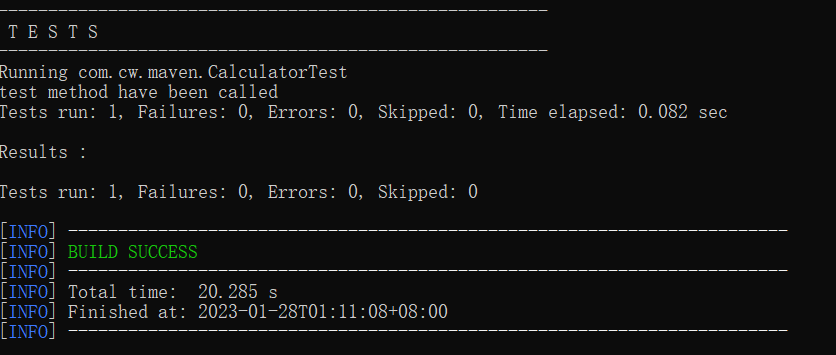 -------------------------------------------------------
 T E S T S
-------------------------------------------------------
Running com.cw.maven.CalculatorTest
test method have been called
Tests run: 1, Failures: 0, Errors: 0, Skipped: 0, Time elapsed: 0.082 sec
Results :
Tests run: 1, Failures: 0, Errors: 0, Skipped: 0
[INFO] ------------------------------------------------------------------------
[INFO] BUILD SUCCESS
[INFO] ------------------------------------------------------------------------
[INFO] Total time:  20.285 s
[INFO] Finished at: 2023-01-28T01:11:08+08:00
[INFO] ------------------------------------------------------------------------